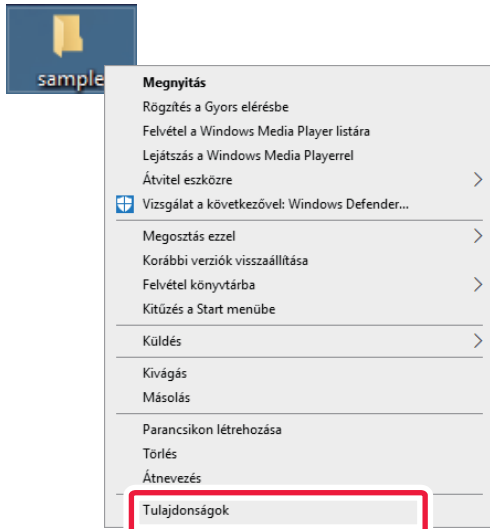 sample
Megnyitás
Rögzítés a Gyors elérésbe
Felvétel a Windows Media Player listára
Lejátszás a Windows Media Playerrel
Átvitel eszközre
Vizsgálat a következővel: Windows Defender...
Megosztás ezzel
Korábbi verziók visszaállítása
Felvétel könyvtárba
Kitűzés a Start menübe
Küldés
Kivágás
Másolás
Parancsikon létrehozása
Törlés
Átnevezés
Tulajdonságok